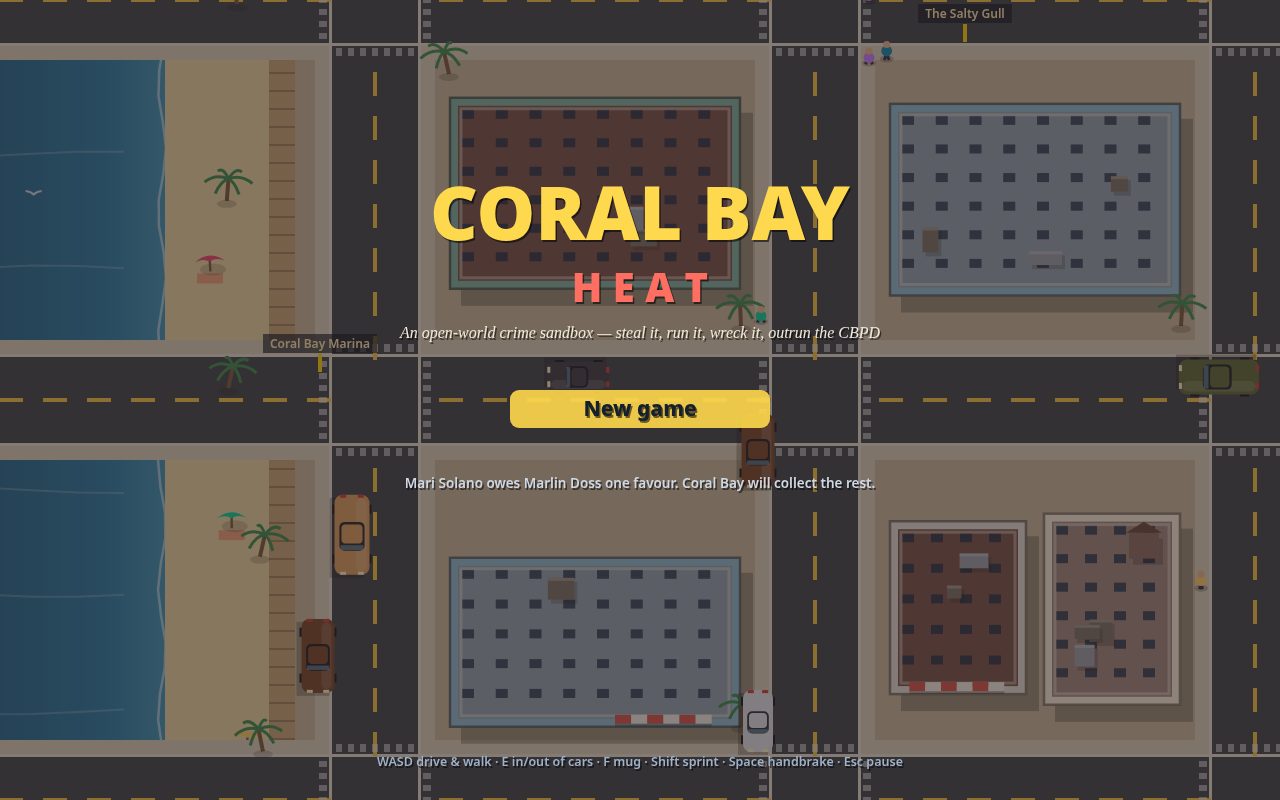 The Salty Gull
CORAL BAY
HEAT
An open-world crime sandbox — steal it, run it, wreck it, outrun the CBPD
Coral Bay Marina
New game
Mari Solano owes Marlin Doss one favour. Coral Bay will collect the rest.
WASD drive & walk · E in/out of cars · F mug · Shift sprint · Space handbrake · Esc pause